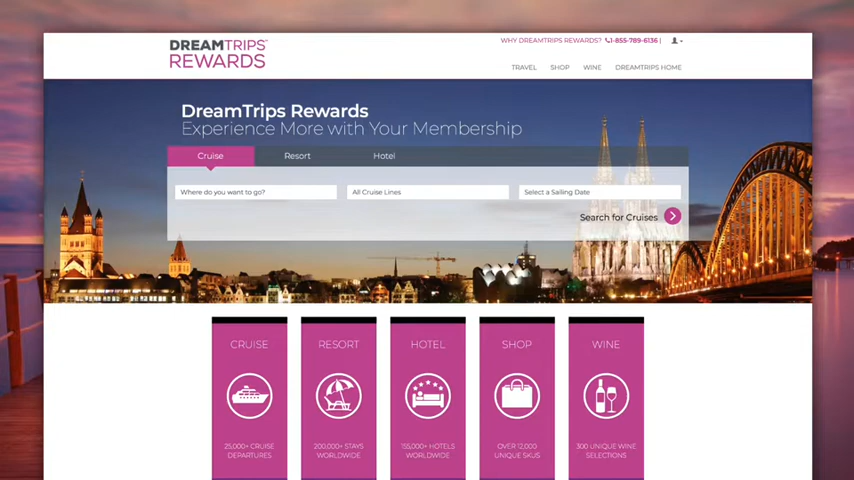 DREAMTRIPS™
REWARDS
WHY DREAMTRIPS REWARDS? 1-855-789-6136 |
TRAVEL SHOP WINE DREAMTRIPS HOME
DreamTrips Rewards
Experience More with Your Membership
Cruise Resort Hotel
Where do you want to go? All Cruise Lines Select a Sailing Date
Search for Cruises
CRUISE RESORT HOTEL SHOP WINE
25,000+ CRUISE
DEPARTURES
200,000+ STAYS
WORLDWIDE
155,000+ HOTELS
WORLDWIDE
OVER 12,000
UNIQUE SKUS
300 UNIQUE WINE
SELECTIONS